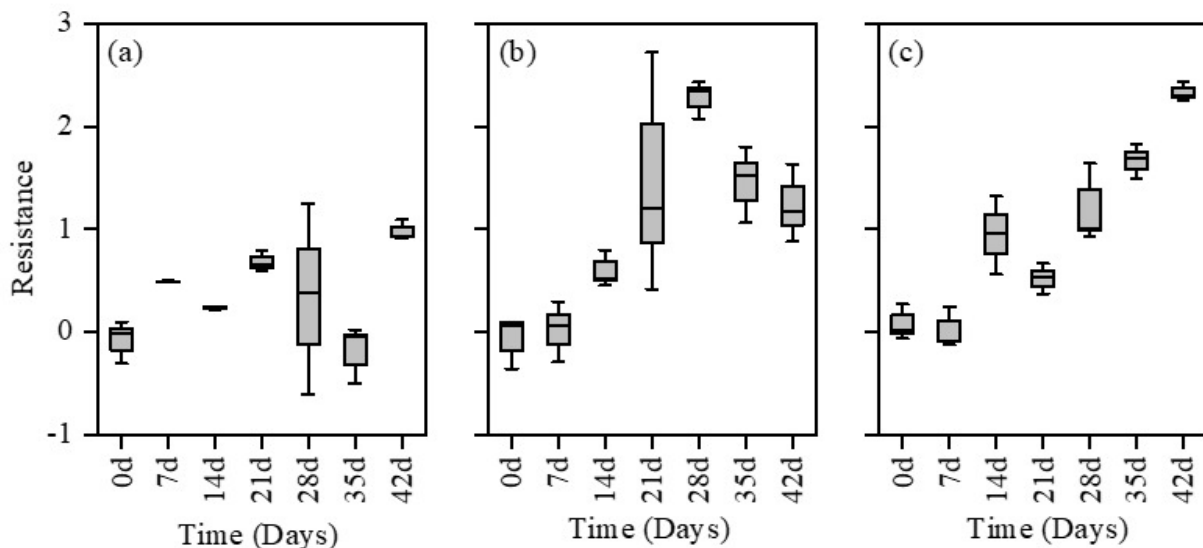 3
2
1
0
-1
Resistance
(a)
(b)
(c)
0d
7d
14d
21d
28d
35d
42d
0d
7d
14d
21d
28d
35d
42d
0d
7d
14d
21d
28d
35d
42d
Time (Days)
Time (Days)
Time (Days)